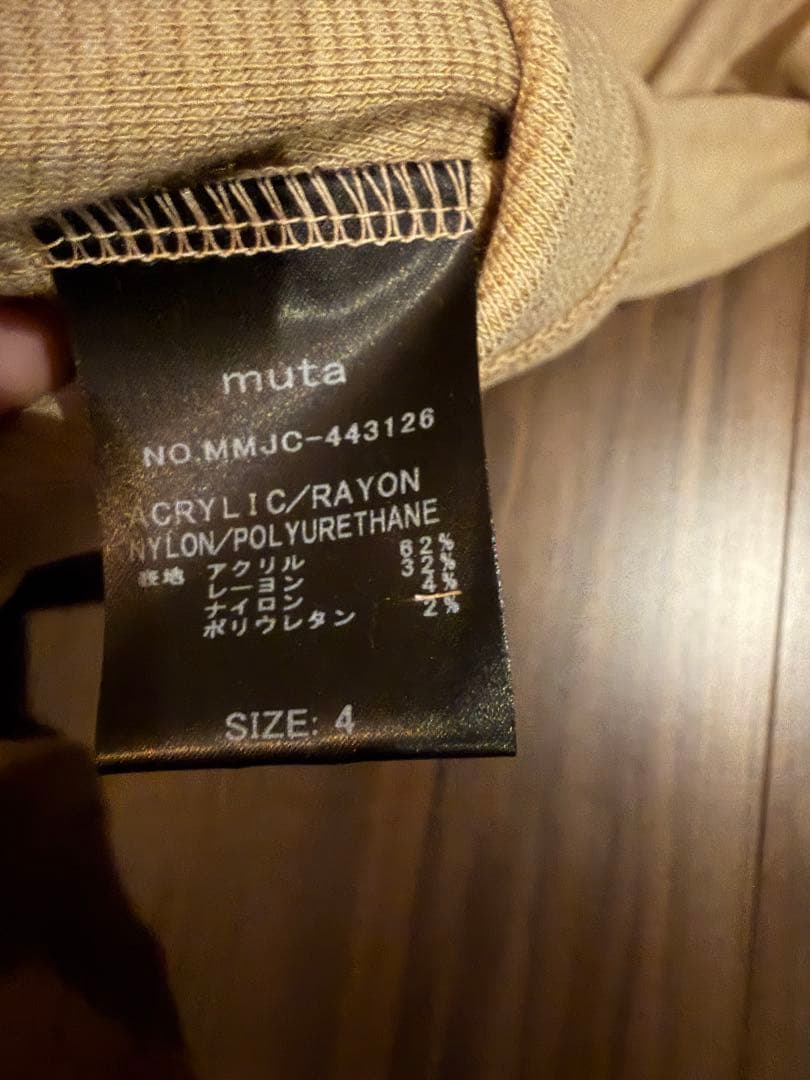 muta
NO.MMJC-443126
ACRYLIC/RAYON
NYLON/POLYURETHANE
表地 アクリル 62%
レーヨン 32%
ナイロン 4%
ポリウレタン 2%
SIZE: 4